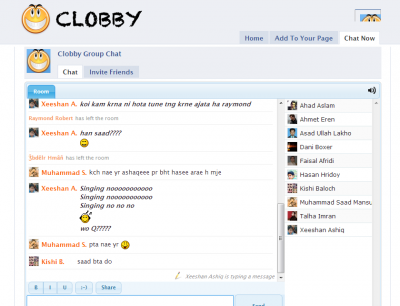 CLOBBY
Home Add To Your Page Chat Now
Clobby Group Chat
Chat Invite Friends
Room
Xeeshan A. koi kam krna ni hota tune tng krne ajata ha raymond
Raymond Robert has left the room
Xeeshan A. han saad????
has left the room
Muhammad S. kch nae yr ashaqeee pr bht hasee arae h mje
Xeeshan A. Singing nooooooooooo
Singing nooooooooooo
Singing no no no
wo Q?????
Muhammad S. pta nae yr
Kishi B. saad bta do
Xeeshan Ashiq is typing a message
B I U :-) Share
Send
Ahad Aslam
Ahmet Eren
Asad Ullah Lakho
Dani Boxer
Faisal Afridi
Hasan Hridoy
Kishi Baloch
Muhammad Saad Mansu
Talha Imran
Xeeshan Ashiq